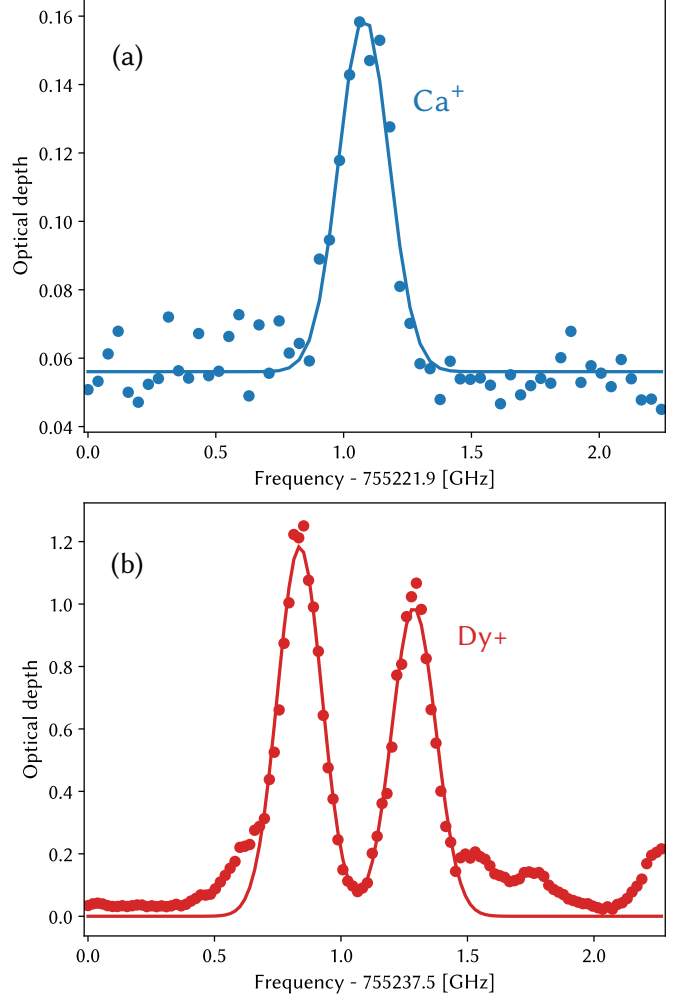 0.16
(a)
0.14
Ca⁺
0.12
Optical depth
0.10
0.08
0.06
0.04
0.0 0.5 1.0 1.5 2.0
Frequency - 755221.9 [GHz]
1.2
(b)
1.0
Dy+
0.8
Optical depth
0.6
0.4
0.2
0.0
0.0 0.5 1.0 1.5 2.0
Frequency - 755237.5 [GHz]